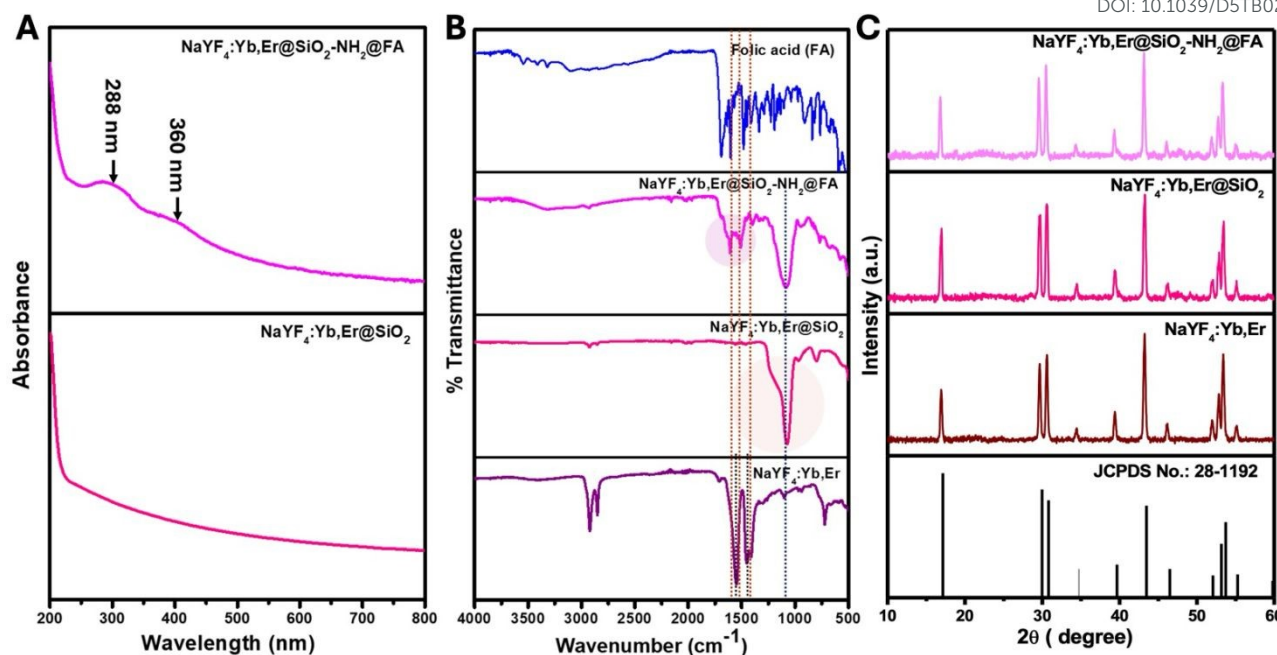 DOI: 10.1039/D5TB02
A
NaYF₄:Yb,Er@SiO₂-NH₂@FA
288 nm
360 nm
NaYF₄:Yb,Er@SiO₂
Absorbance
200 300 400 500 600 700 800
Wavelength (nm)
B
Folic acid (FA)
NaYF₄:Yb,Er@SiO₂-NH₂@FA
NaYF₄:Yb,Er@SiO₂
NaYF₄:Yb,Er
% Transmittance
4000 3500 3000 2500 2000 1500 1000 500
Wavenumber (cm⁻¹)
C
NaYF₄:Yb,Er@SiO₂-NH₂@FA
NaYF₄:Yb,Er@SiO₂
NaYF₄:Yb,Er
JCPDS No.: 28-1192
Intensity (a.u.)
10 20 30 40 50 60
2θ ( degree)